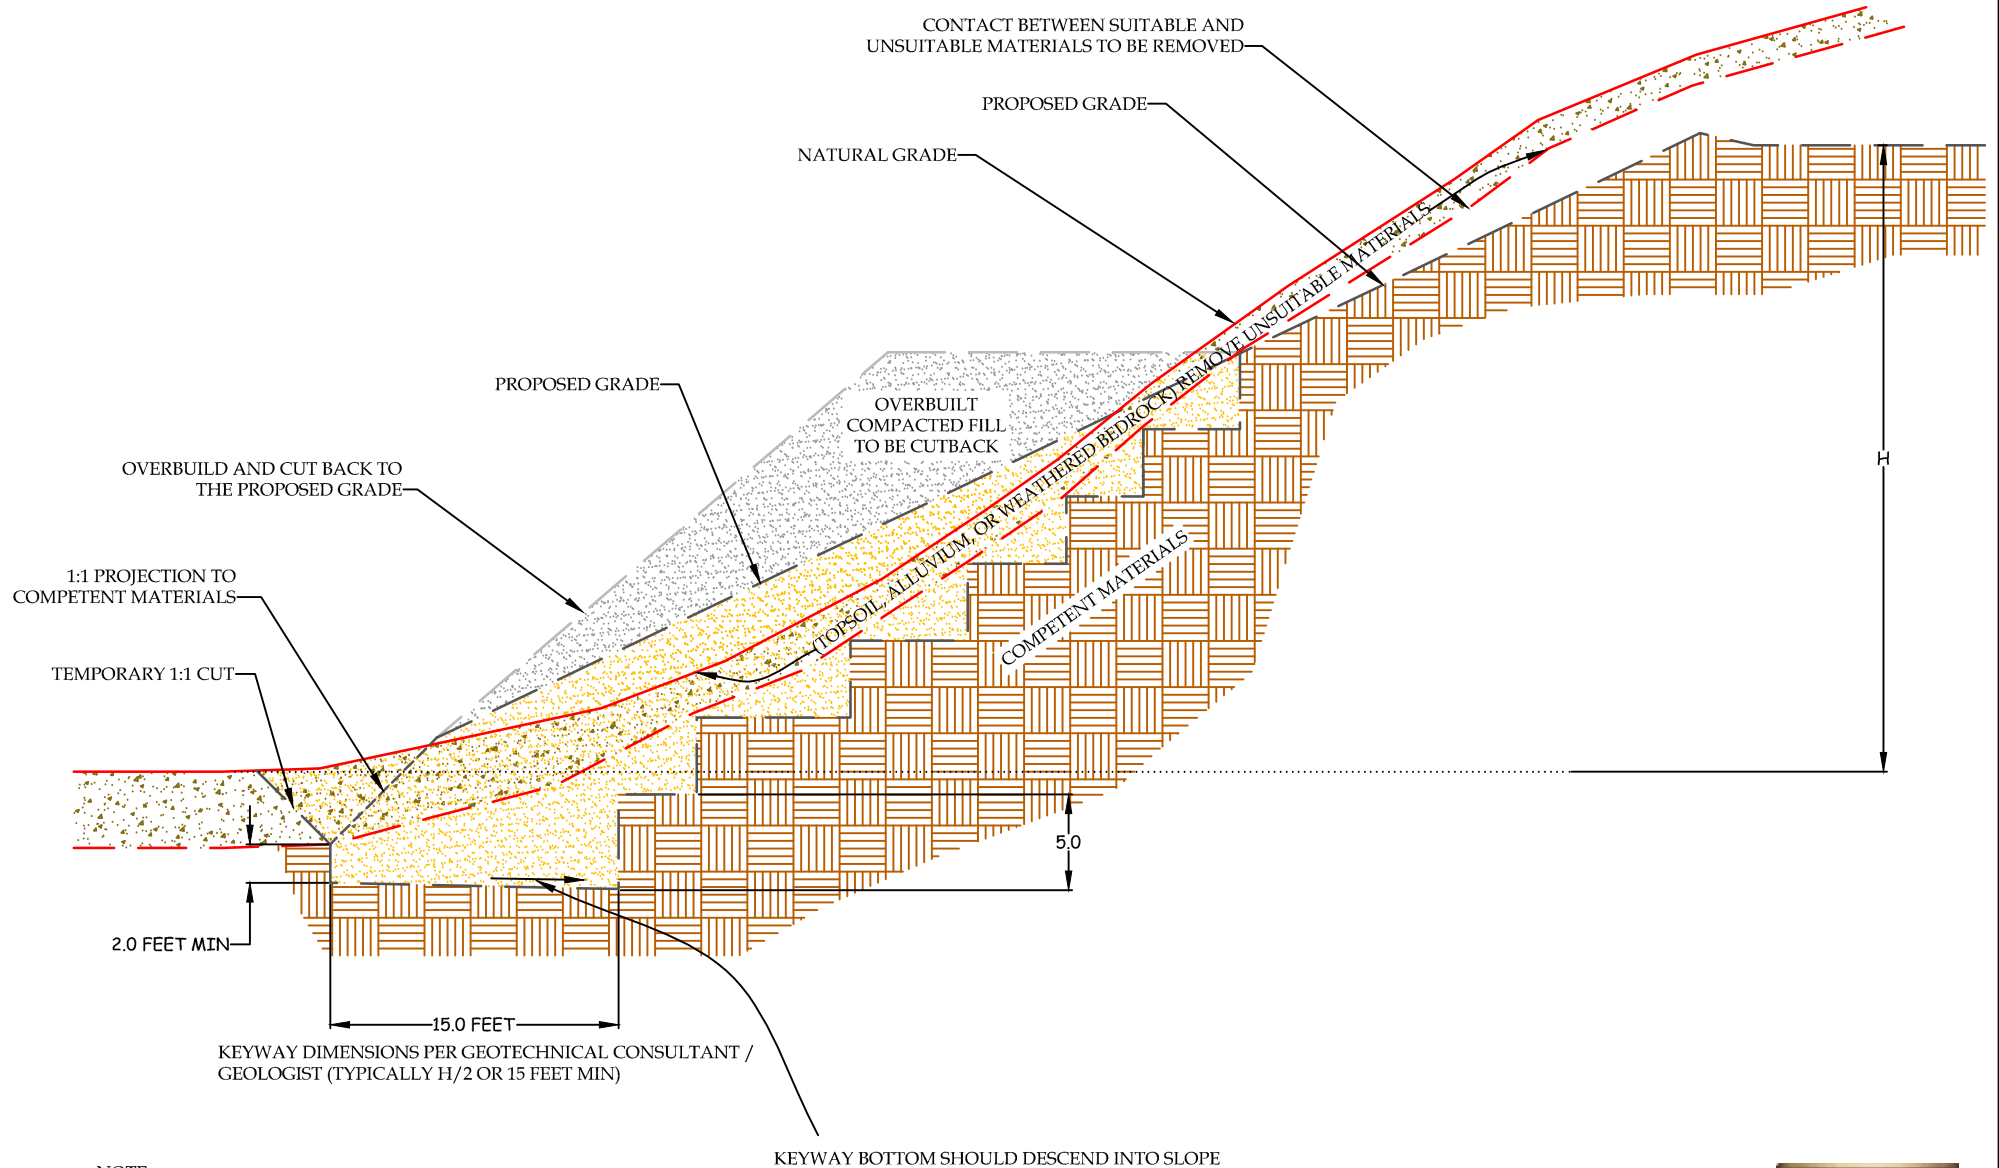 CONTACT BETWEEN SUITABLE AND
UNSUITABLE MATERIALS TO BE REMOVED
PROPOSED GRADE
NATURAL GRADE
PROPOSED GRADE
OVERBUILT
COMPACTED FILL
TO BE CUTBACK
OVERBUILD AND CUT BACK TO
THE PROPOSED GRADE
1:1 PROJECTION TO
COMPETENT MATERIALS
TEMPORARY 1:1 CUT
REMOVE UNSUITABLE MATERIALS
(TOPSOIL, ALLUVIUM, OR WEATHERED BEDROCK)
COMPETENT MATERIALS
H
5.0
2.0 FEET MIN
15.0 FEET
KEYWAY DIMENSIONS PER GEOTECHNICAL CONSULTANT /
GEOLOGIST (TYPICALLY H/2 OR 15 FEET MIN)
KEYWAY BOTTOM SHOULD DESCEND INTO SLOPE
NOTE